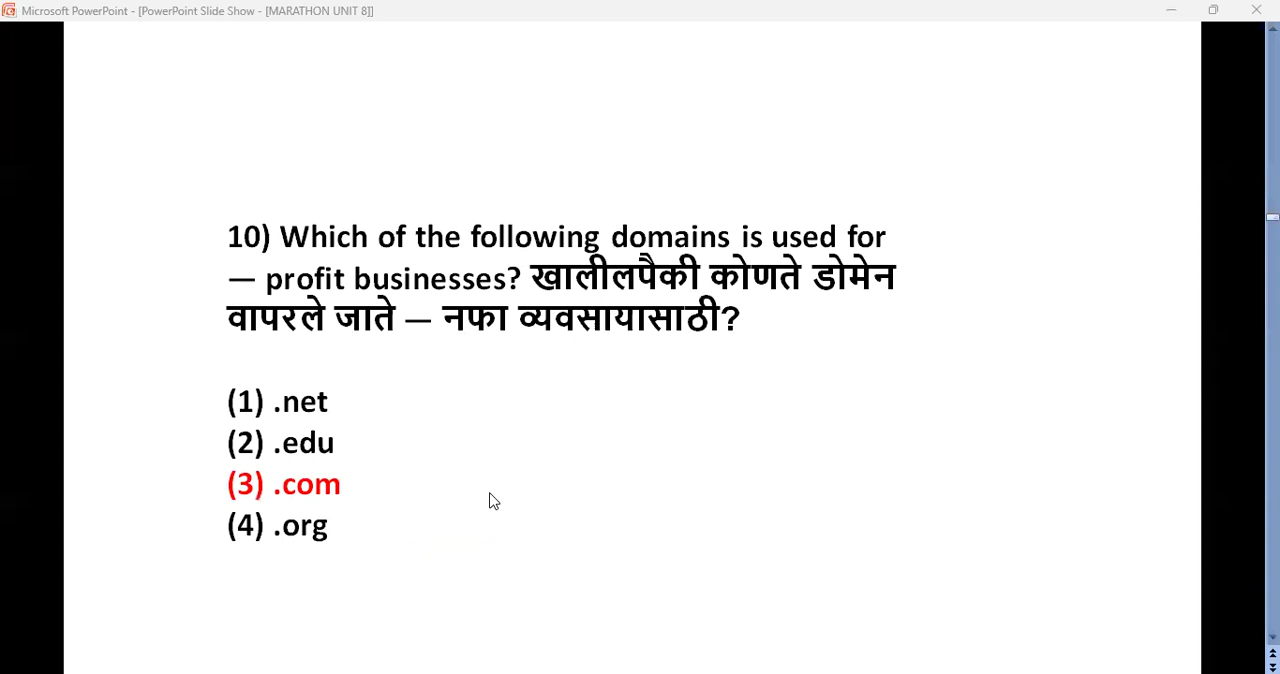 Microsoft PowerPoint - [PowerPoint Slide Show - [MARATHON UNIT 8]]
10) Which of the following domains is used for
— profit businesses? खालीलपैकी कोणते डोमेन
वापरले जाते — नफा व्यवसायासाठी?
(1) .net
(2) .edu
(3) .com
(4) .org